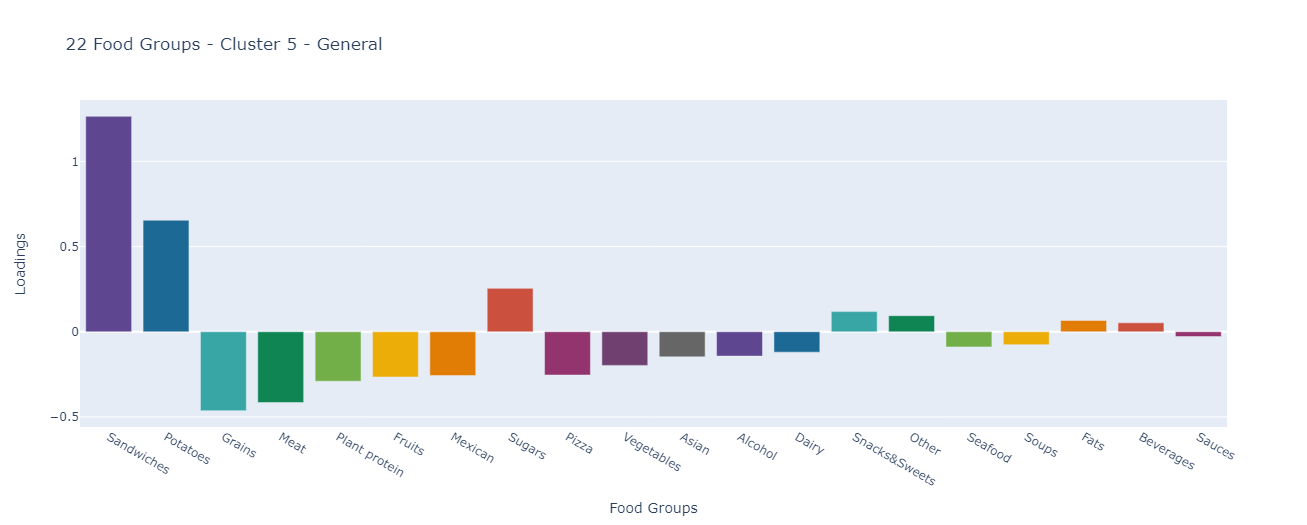 22 Food Groups - Cluster 5 - General
Loadings
1
0.5
0
−0.5
Sandwiches
Potatoes
Grains
Meat
Plant protein
Fruits
Mexican
Sugars
Pizza
Vegetables
Asian
Alcohol
Dairy
Snacks&Sweets
Other
Seafood
Soups
Fats
Beverages
Sauces
Food Groups